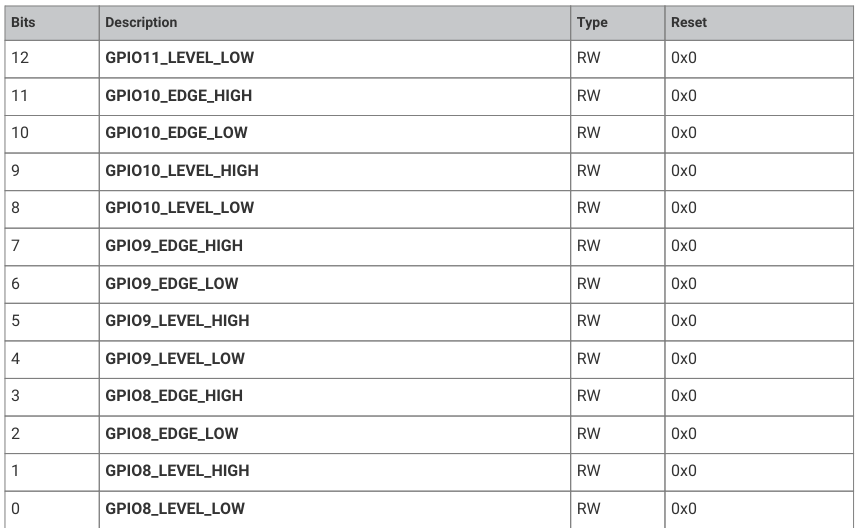 Bits Description Type Reset
12 GPIO11_LEVEL_LOW RW 0x0
11 GPIO10_EDGE_HIGH RW 0x0
10 GPIO10_EDGE_LOW RW 0x0
9 GPIO10_LEVEL_HIGH RW 0x0
8 GPIO10_LEVEL_LOW RW 0x0
7 GPIO9_EDGE_HIGH RW 0x0
6 GPIO9_EDGE_LOW RW 0x0
5 GPIO9_LEVEL_HIGH RW 0x0
4 GPIO9_LEVEL_LOW RW 0x0
3 GPIO8_EDGE_HIGH RW 0x0
2 GPIO8_EDGE_LOW RW 0x0
1 GPIO8_LEVEL_HIGH RW 0x0
0 GPIO8_LEVEL_LOW RW 0x0